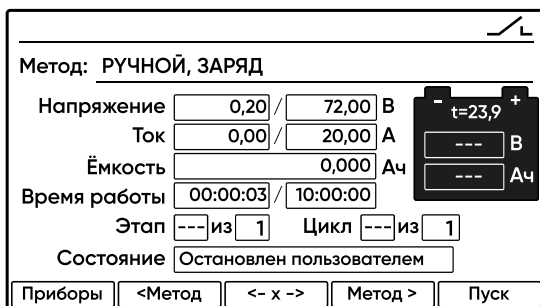 Метод: РУЧНОЙ, ЗАРЯД
Напряжение 0,20 / 72,00 В
- t=23,9 +
Ток 0,00 / 20,00 А
--- В
Ёмкость 0,000 Ач
--- Ач
Время работы 00:00:03 / 10:00:00
Этап --- из 1 Цикл --- из 1
Состояние Остановлен пользователем
Приборы <Метод <- x -> Метод > Пуск